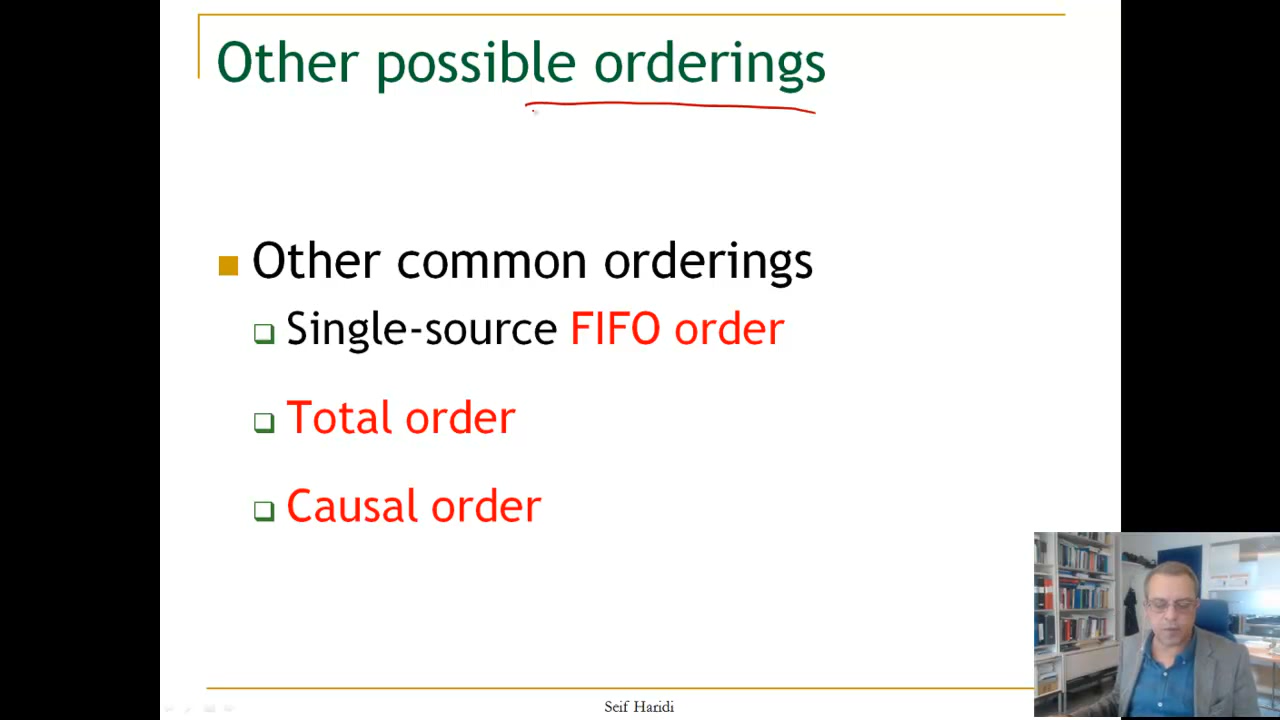 Other possible orderings
Other common orderings
Single-source FIFO order
Total order
Causal order
Seif Haridi